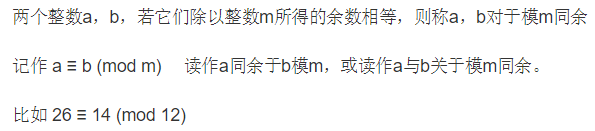 两个整数a，b，若它们除以整数m所得的余数相等，则称a，b对于模m同余
记作 a ≡ b (mod m)     读作a同余于b模m，或读作a与b关于模m同余。
比如 26 ≡ 14 (mod 12)